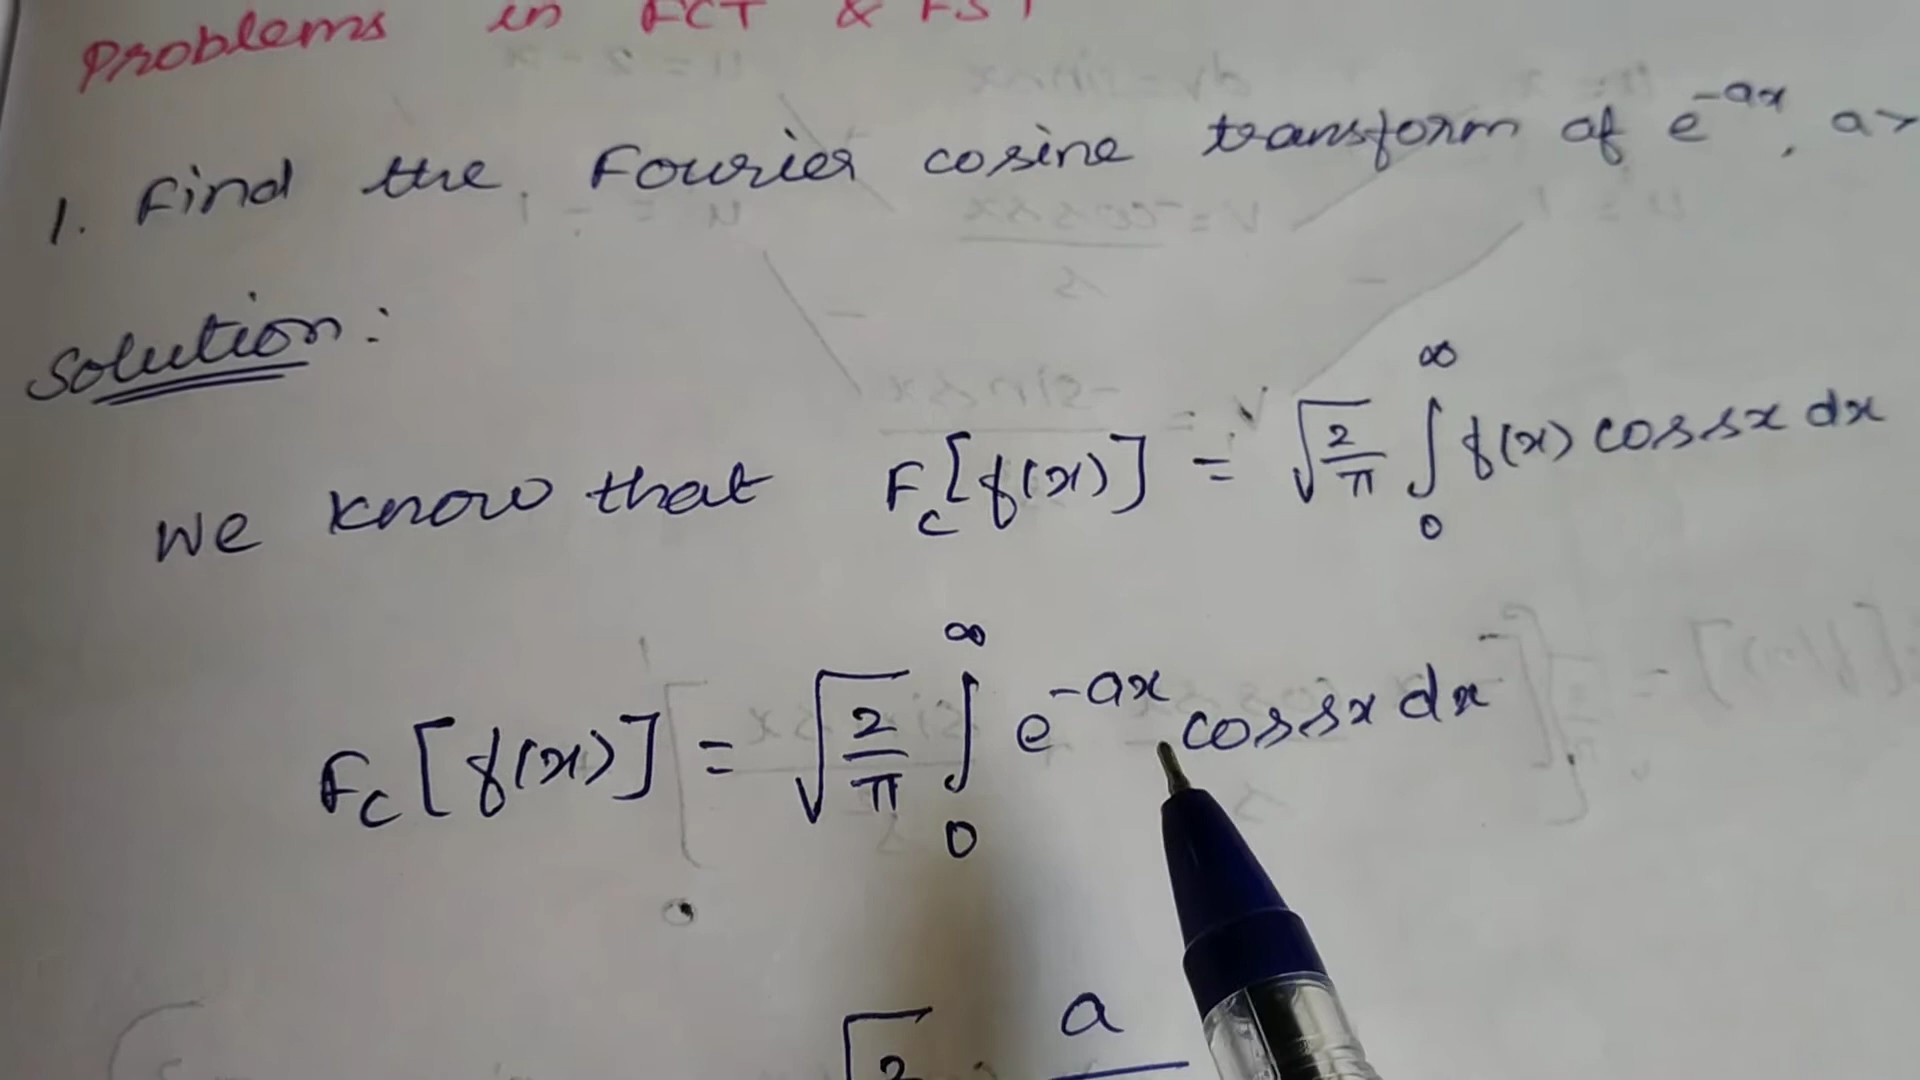 Problems in FCT & FST
1. Find the Fourier cosine transform of e^{-ax}, a>
Solution:
We know that F_c[f(x)] = √(2/π) ∫_0^∞ f(x) cos sx dx
F_c[f(x)] = √(2/π) ∫_0^∞ e^{-ax} cos sx dx
√2 a